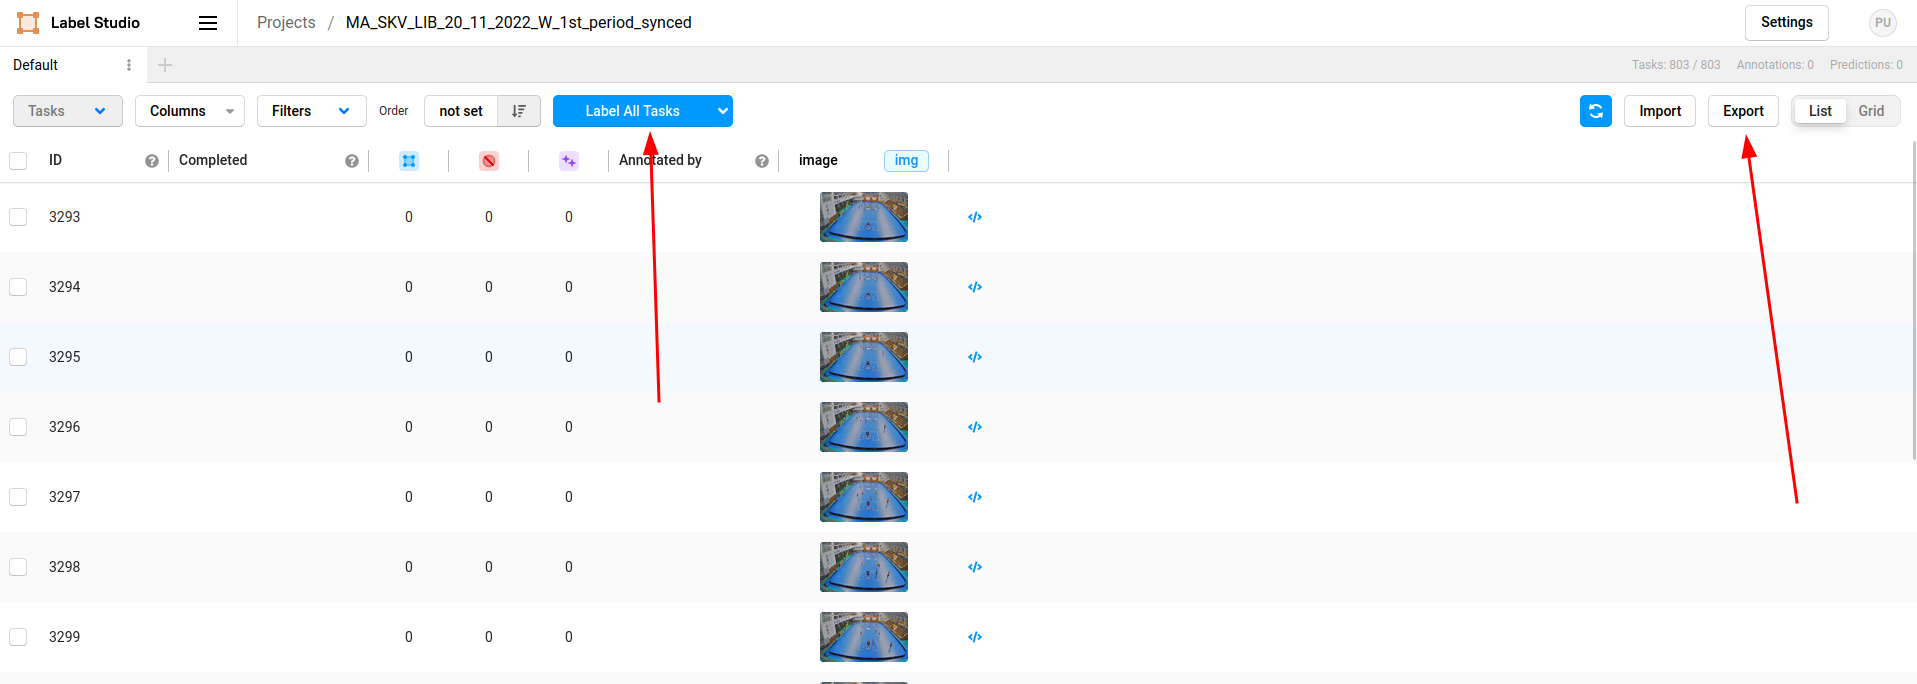 Label Studio
Projects / MA_SKV_LIB_20_11_2022_W_1st_period_synced
Settings
PU
Default
Tasks: 803 / 803 Annotations: 0 Predictions: 0
Tasks Columns Filters Order not set Label All Tasks Import Export List Grid
ID Completed Annotated by image img
3293 0 0 0 </>
3294 0 0 0 </>
3295 0 0 0 </>
3296 0 0 0 </>
3297 0 0 0 </>
3298 0 0 0 </>
3299 0 0 0 </>